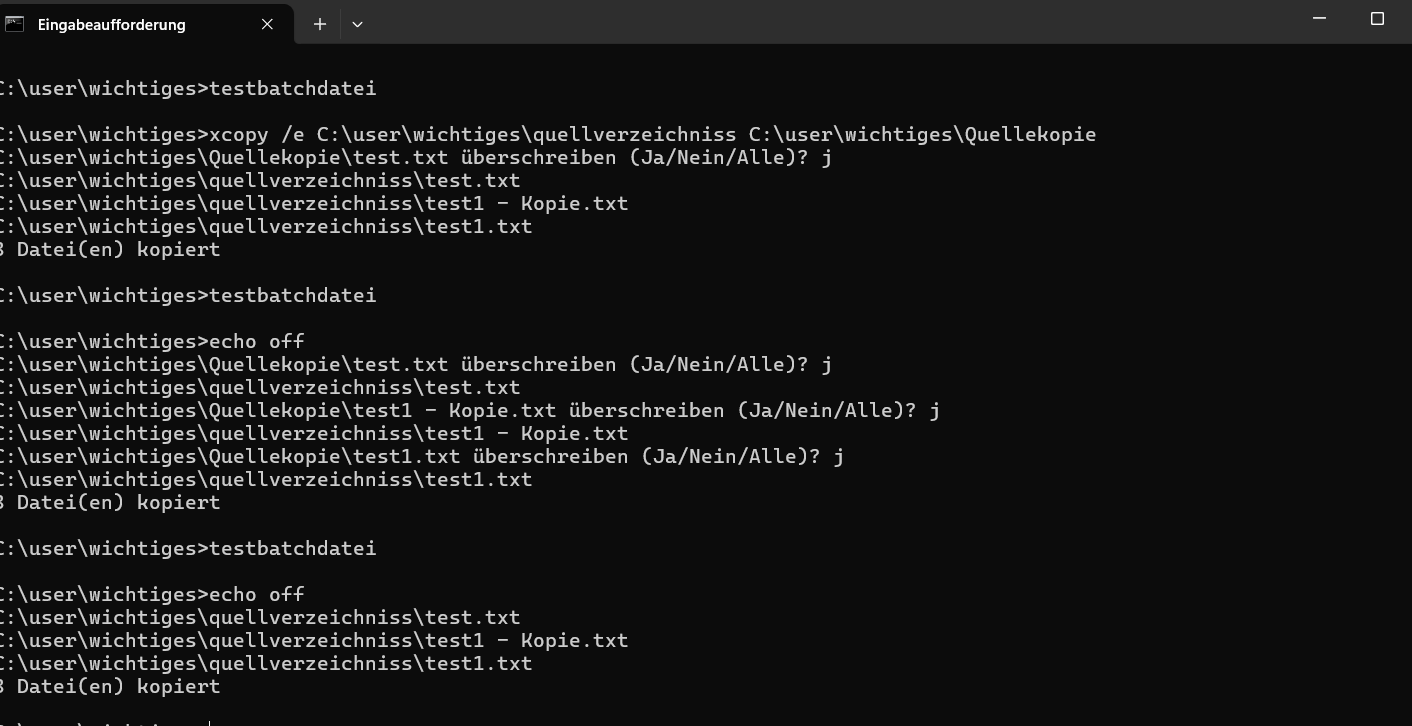 Eingabeaufforderung
C:\user\wichtiges>testbatchdatei
C:\user\wichtiges>xcopy /e C:\user\wichtiges\quellverzeichniss C:\user\wichtiges\Quellekopie
C:\user\wichtiges\Quellekopie\test.txt überschreiben (Ja/Nein/Alle)? j
C:\user\wichtiges\quellverzeichniss\test.txt
C:\user\wichtiges\quellverzeichniss\test1 - Kopie.txt
C:\user\wichtiges\quellverzeichniss\test1.txt
3 Datei(en) kopiert
C:\user\wichtiges>testbatchdatei
C:\user\wichtiges>echo off
C:\user\wichtiges\Quellekopie\test.txt überschreiben (Ja/Nein/Alle)? j
C:\user\wichtiges\quellverzeichniss\test.txt
C:\user\wichtiges\Quellekopie\test1 - Kopie.txt überschreiben (Ja/Nein/Alle)? j
C:\user\wichtiges\quellverzeichniss\test1 - Kopie.txt
C:\user\wichtiges\Quellekopie\test1.txt überschreiben (Ja/Nein/Alle)? j
C:\user\wichtiges\quellverzeichniss\test1.txt
3 Datei(en) kopiert
C:\user\wichtiges>testbatchdatei
C:\user\wichtiges>echo off
C:\user\wichtiges\quellverzeichniss\test.txt
C:\user\wichtiges\quellverzeichniss\test1 - Kopie.txt
C:\user\wichtiges\quellverzeichniss\test1.txt
3 Datei(en) kopiert